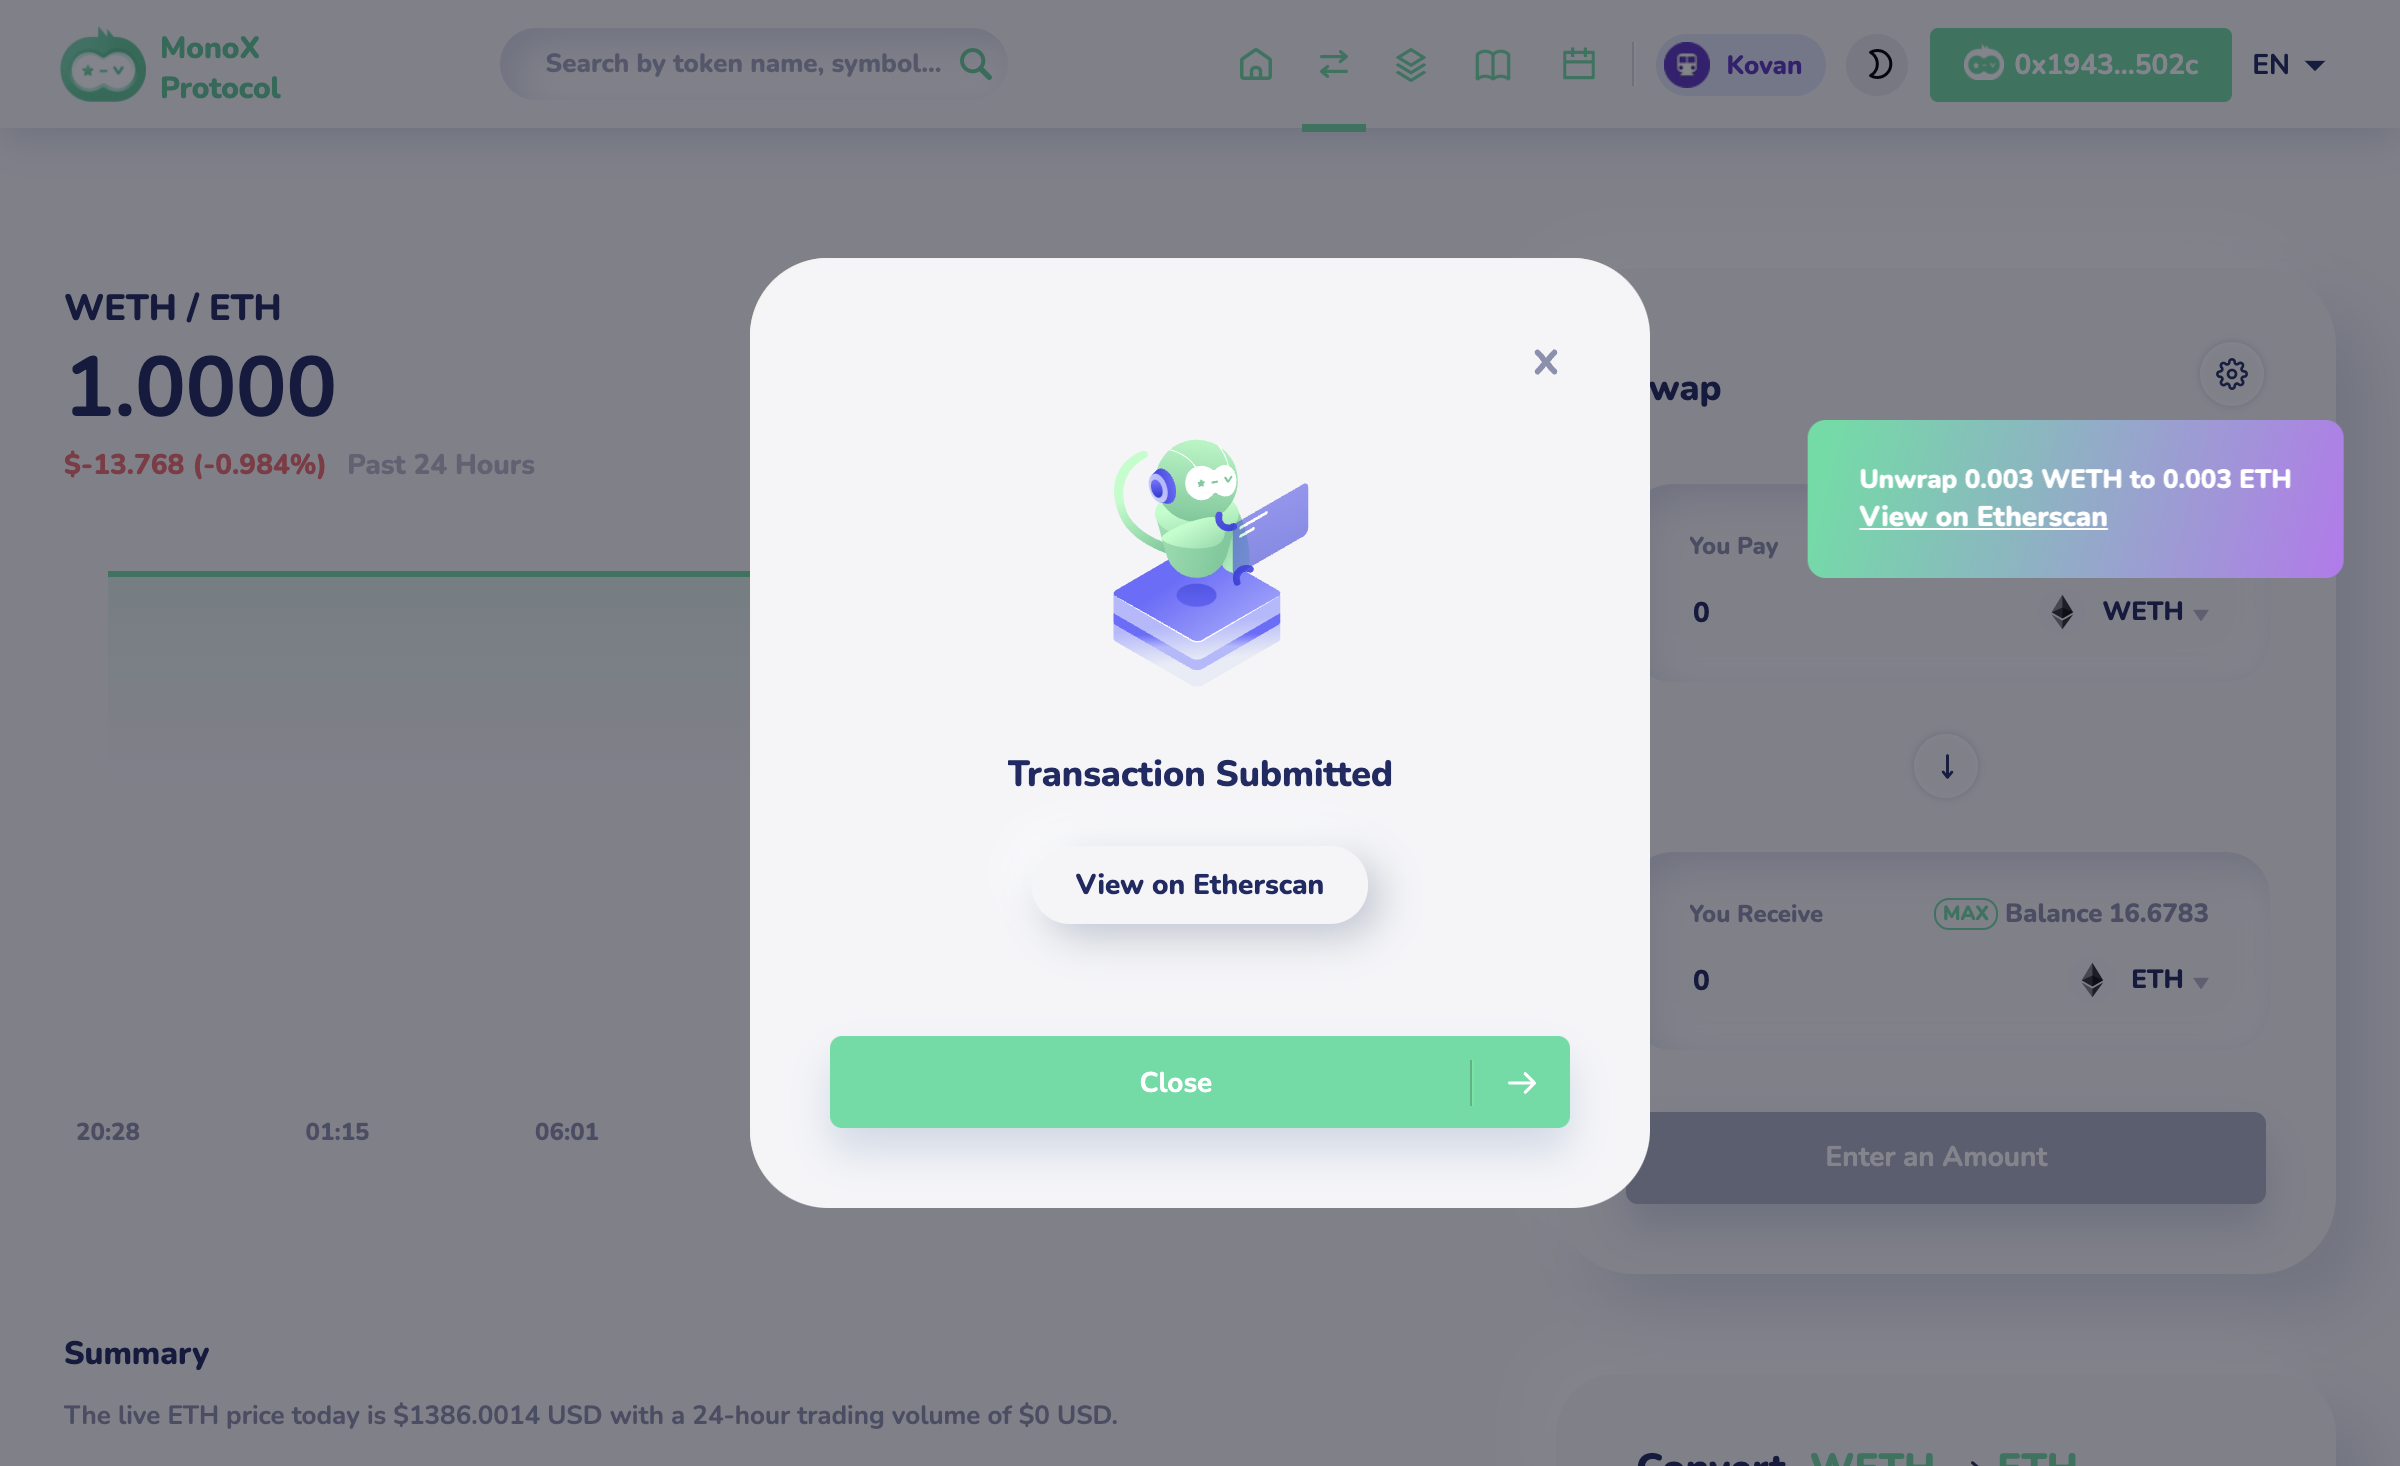 MonoX
Protocol
Search by token name, symbol...
Kovan
0x1943...502c
EN
WETH / ETH
1.0000
$-13.768 (-0.984%) Past 24 Hours
20:28
01:15
06:01
Summary
The live ETH price today is $1386.0014 USD with a 24-hour trading volume of $0 USD.
X
Transaction Submitted
View on Etherscan
Close
wap
Unwrap 0.003 WETH to 0.003 ETH
View on Etherscan
You Pay
0
WETH
You Receive
MAX Balance 16.6783
0
ETH
Enter an Amount
Convert WETH → ETH